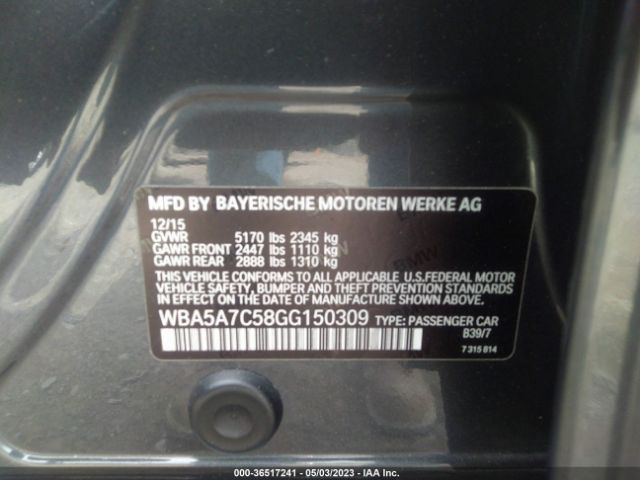 MFD BY BAYERISCHE MOTOREN WERKE AG
12/15
GVWR 5170 lbs 2345 kg
GAWR FRONT 2447 lbs 1110 kg
GAWR REAR 2888 lbs 1310 kg
THIS VEHICLE CONFORMS TO ALL APPLICABLE U.S.FEDERAL MOTOR
VEHICLE SAFETY, BUMPER AND THEFT PREVENTION STANDARDS
IN EFFECT ON THE DATE OF MANUFACTURE SHOWN ABOVE.
WBA5A7C58GG150309 TYPE: PASSENGER CAR
B39/7
7 315 814
000-36517241 - 05/03/2023 - IAAI Inc.